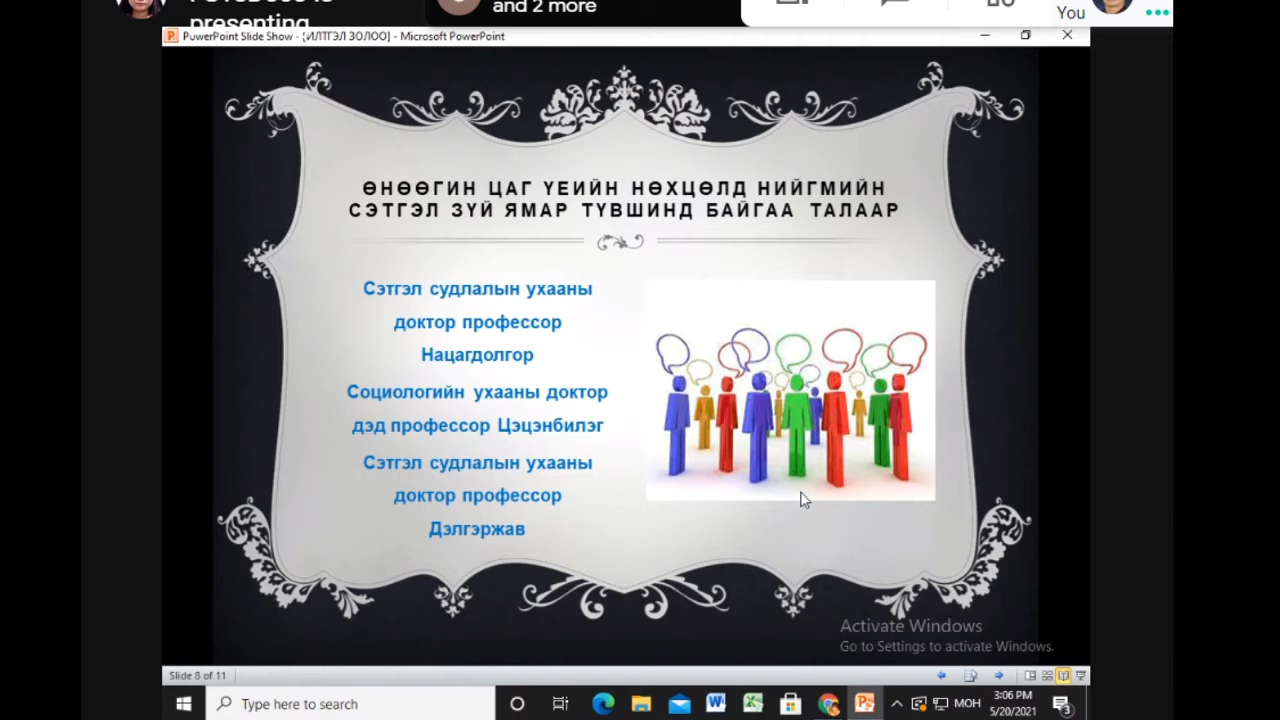 presenting
and 2 more
You
PowerPoint Slide Show - [ИЛТГЭЛ ЗОЛОО] - Microsoft PowerPoint
ӨНӨӨГИН ЦАГ ҮЕИЙН НӨХЦӨЛД НИЙГМИЙН
СЭТГЭЛ ЗҮЙ ЯМАР ТҮВШИНД БАЙГАА ТАЛААР
Сэтгэл судлалын ухааны
доктор профессор
Нацагдолгор
Социологийн ухааны доктор
дэд профессор Цэцэнбилэг
Сэтгэл судлалын ухааны
доктор профессор
Дэлгэржав
Activate Windows
Go to Settings to activate Windows.
Slide 8 of 11
Type here to search
МОН
3:06 PM
5/20/2021
3